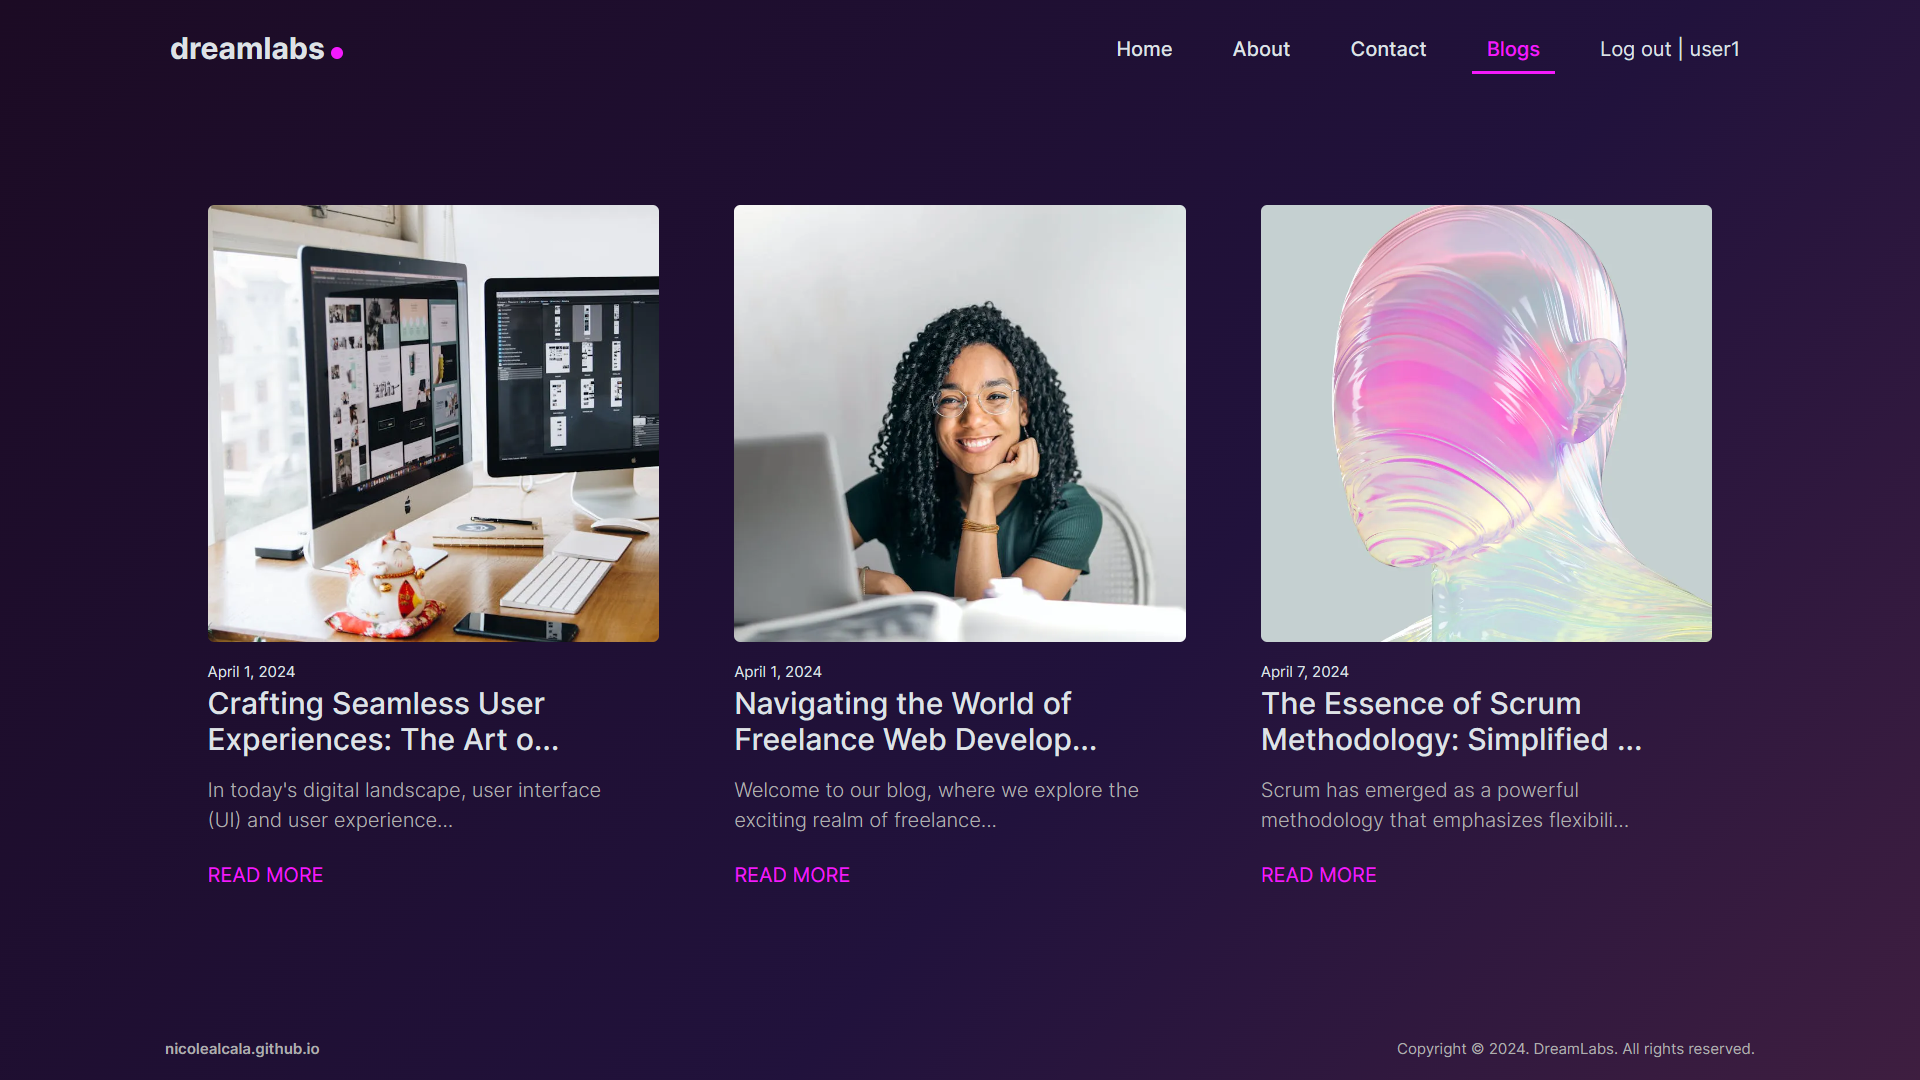 dreamlabs
Home About Contact Blogs Log out | user1
April 1, 2024
Crafting Seamless User
Experiences: The Art o...
In today's digital landscape, user interface
(UI) and user experience...
READ MORE
April 1, 2024
Navigating the World of
Freelance Web Develop...
Welcome to our blog, where we explore the
exciting realm of freelance...
READ MORE
April 7, 2024
The Essence of Scrum
Methodology: Simplified ...
Scrum has emerged as a powerful
methodology that emphasizes flexibili...
READ MORE
nicolealcala.github.io
Copyright © 2024. DreamLabs. All rights reserved.